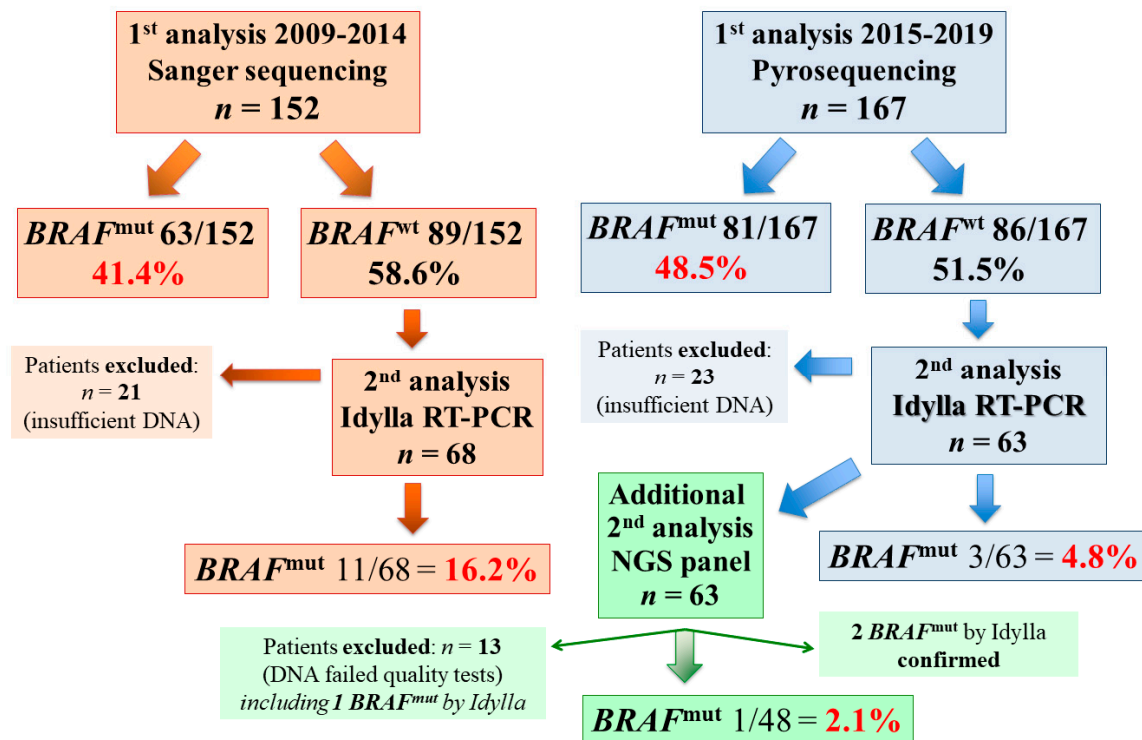 1st analysis 2009-2014
Sanger sequencing
n = 152
BRAFmut 63/152
41.4%
BRAFwt 89/152
58.6%
Patients excluded:
n = 21
(insufficient DNA)
2nd analysis
Idylla RT-PCR
n = 68
BRAFmut 11/68 = 16.2%
1st analysis 2015-2019
Pyrosequencing
n = 167
BRAFmut 81/167
48.5%
BRAFwt 86/167
51.5%
Patients excluded:
n = 23
(insufficient DNA)
2nd analysis
Idylla RT-PCR
n = 63
BRAFmut 3/63 = 4.8%
Additional
2nd analysis
NGS panel
n = 63
Patients excluded: n = 13
(DNA failed quality tests)
including 1 BRAFmut by Idylla
2 BRAFmut by Idylla
confirmed
BRAFmut 1/48 = 2.1%